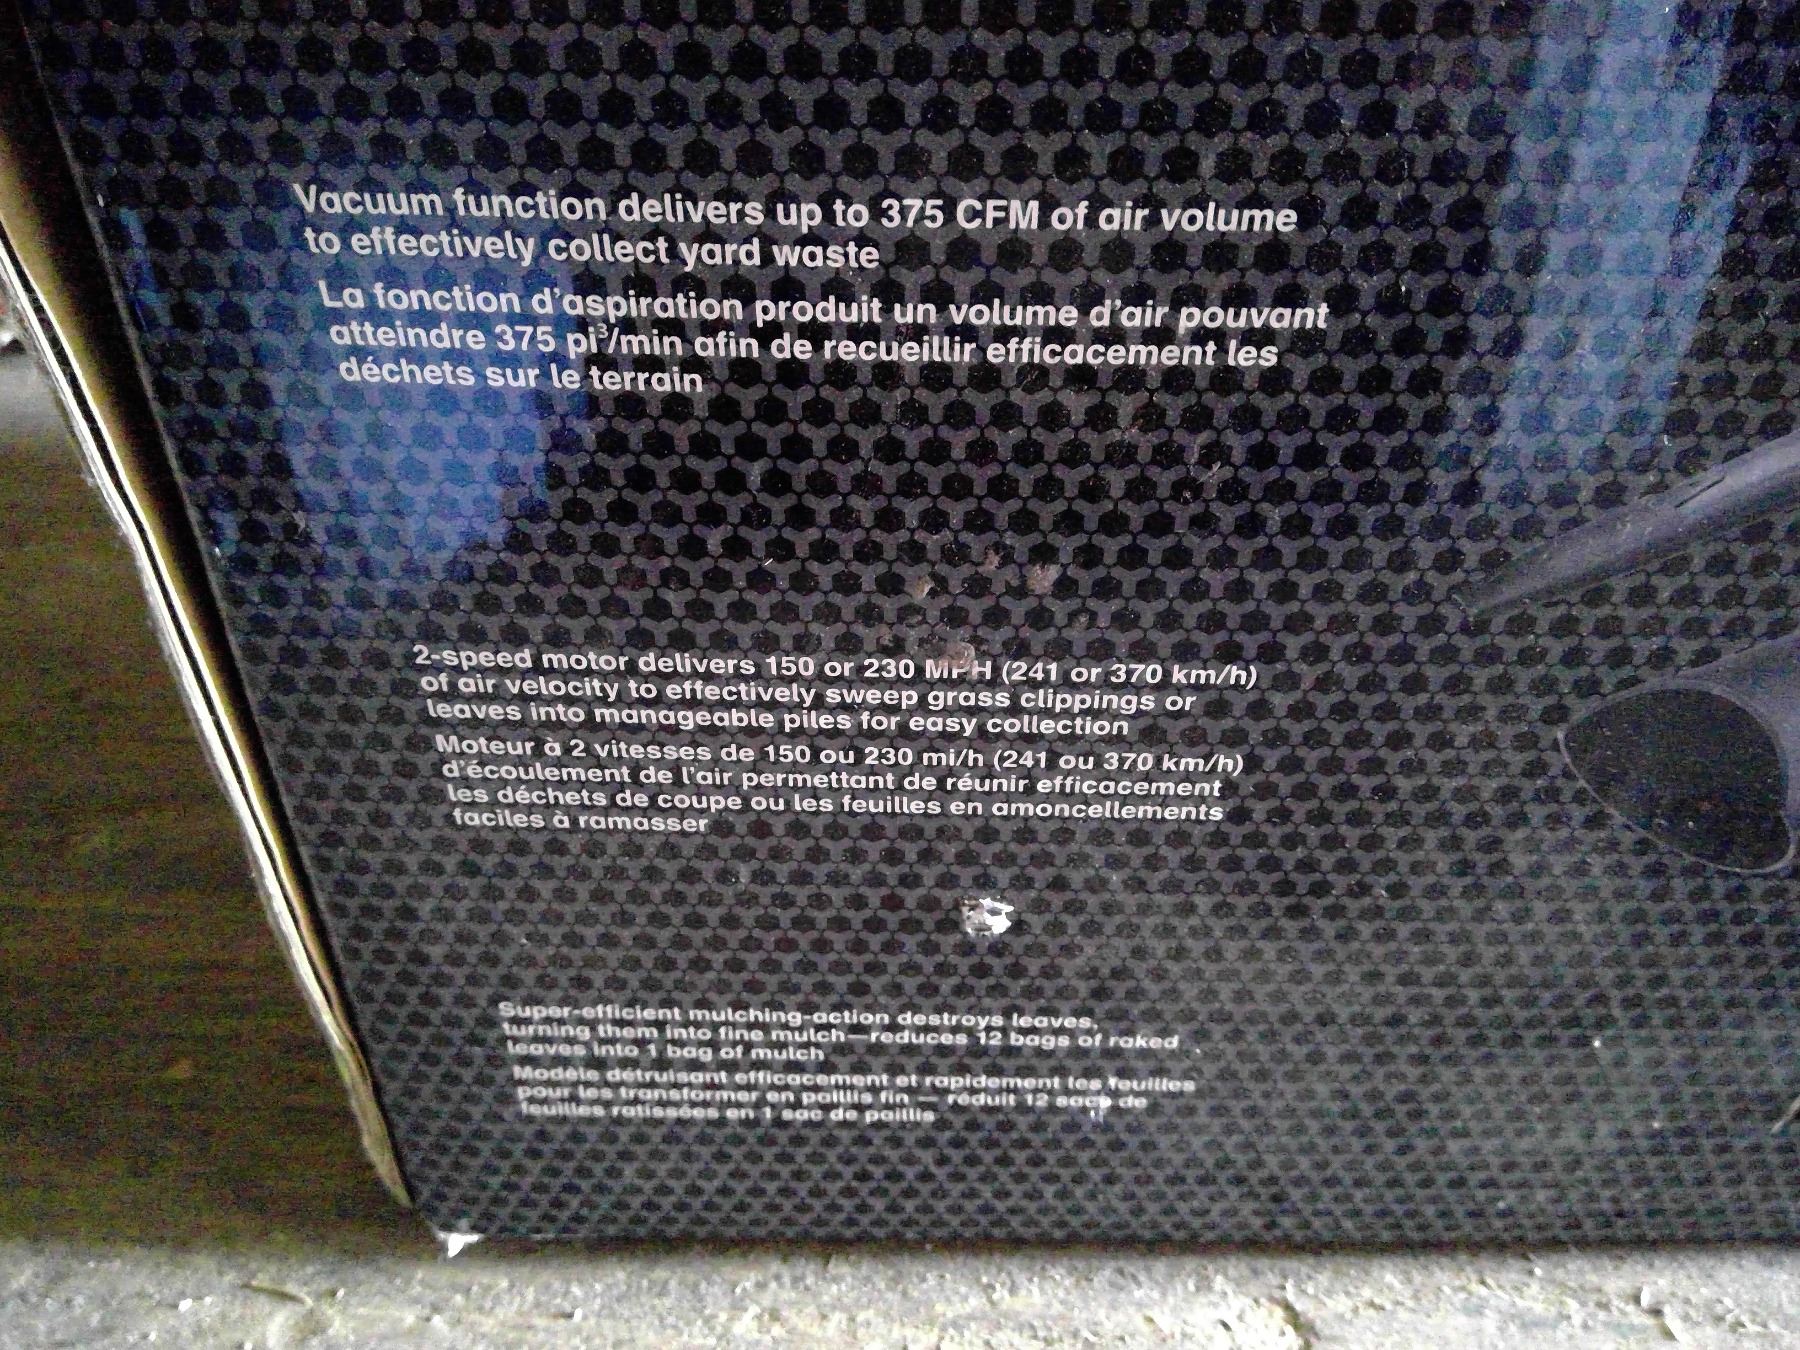 Vacuum function delivers up to 375 CFM of air volume
to effectively collect yard waste
La fonction d'aspiration produit un volume d'air pouvant
atteindre 375 pi³/min afin de recueillir efficacement les
déchets sur le terrain
2-speed motor delivers 150 or 230 MPH (241 or 370 km/h)
of air velocity to effectively sweep grass clippings or
leaves into manageable piles for easy collection
Moteur à 2 vitesses de 150 ou 230 mi/h (241 ou 370 km/h)
d'écoulement de l'air permettant de réunir efficacement
les déchets de coupe ou les feuilles en amoncellements
faciles à ramasser
Super-efficient mulching-action destroys leaves,
turning them into fine mulch—reduces 12 bags of raked
leaves into 1 bag of mulch
Modèle détruisant efficacement et rapidement les feuilles
pour les transformer en paillis fin — réduit 12 sacs de
feuilles ratissées en 1 sac de paillis